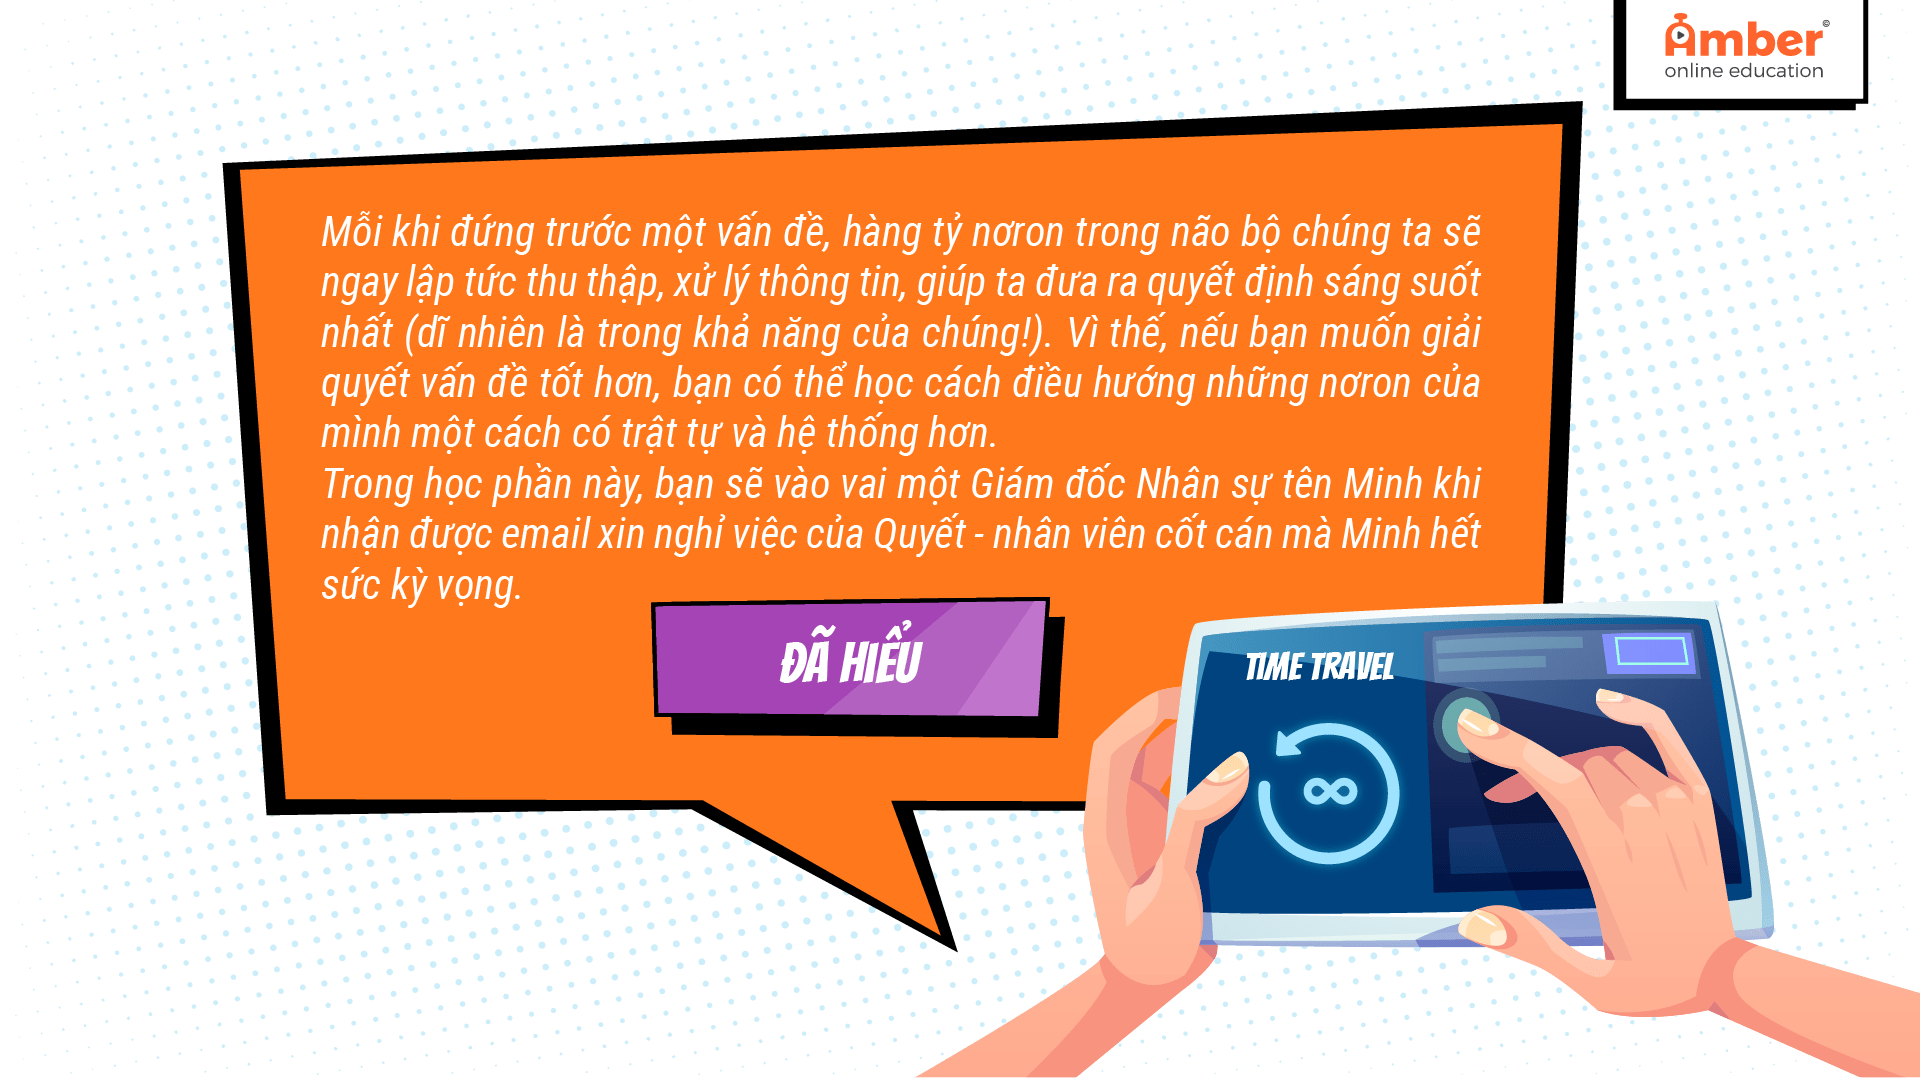 Amber©
online education
Mỗi khi đứng trước một vấn đề, hàng tỷ nơron trong não bộ chúng ta sẽ
ngay lập tức thu thập, xử lý thông tin, giúp ta đưa ra quyết định sáng suốt
nhất (dĩ nhiên là trong khả năng của chúng!). Vì thế, nếu bạn muốn giải
quyết vấn đề tốt hơn, bạn có thể học cách điều hướng những nơron của
mình một cách có trật tự và hệ thống hơn.
Trong học phần này, bạn sẽ vào vai một Giám đốc Nhân sự tên Minh khi
nhận được email xin nghỉ việc của Quyết - nhân viên cốt cán mà Minh hết
sức kỳ vọng.
ĐÃ HIỂU
TIME TRAVEL